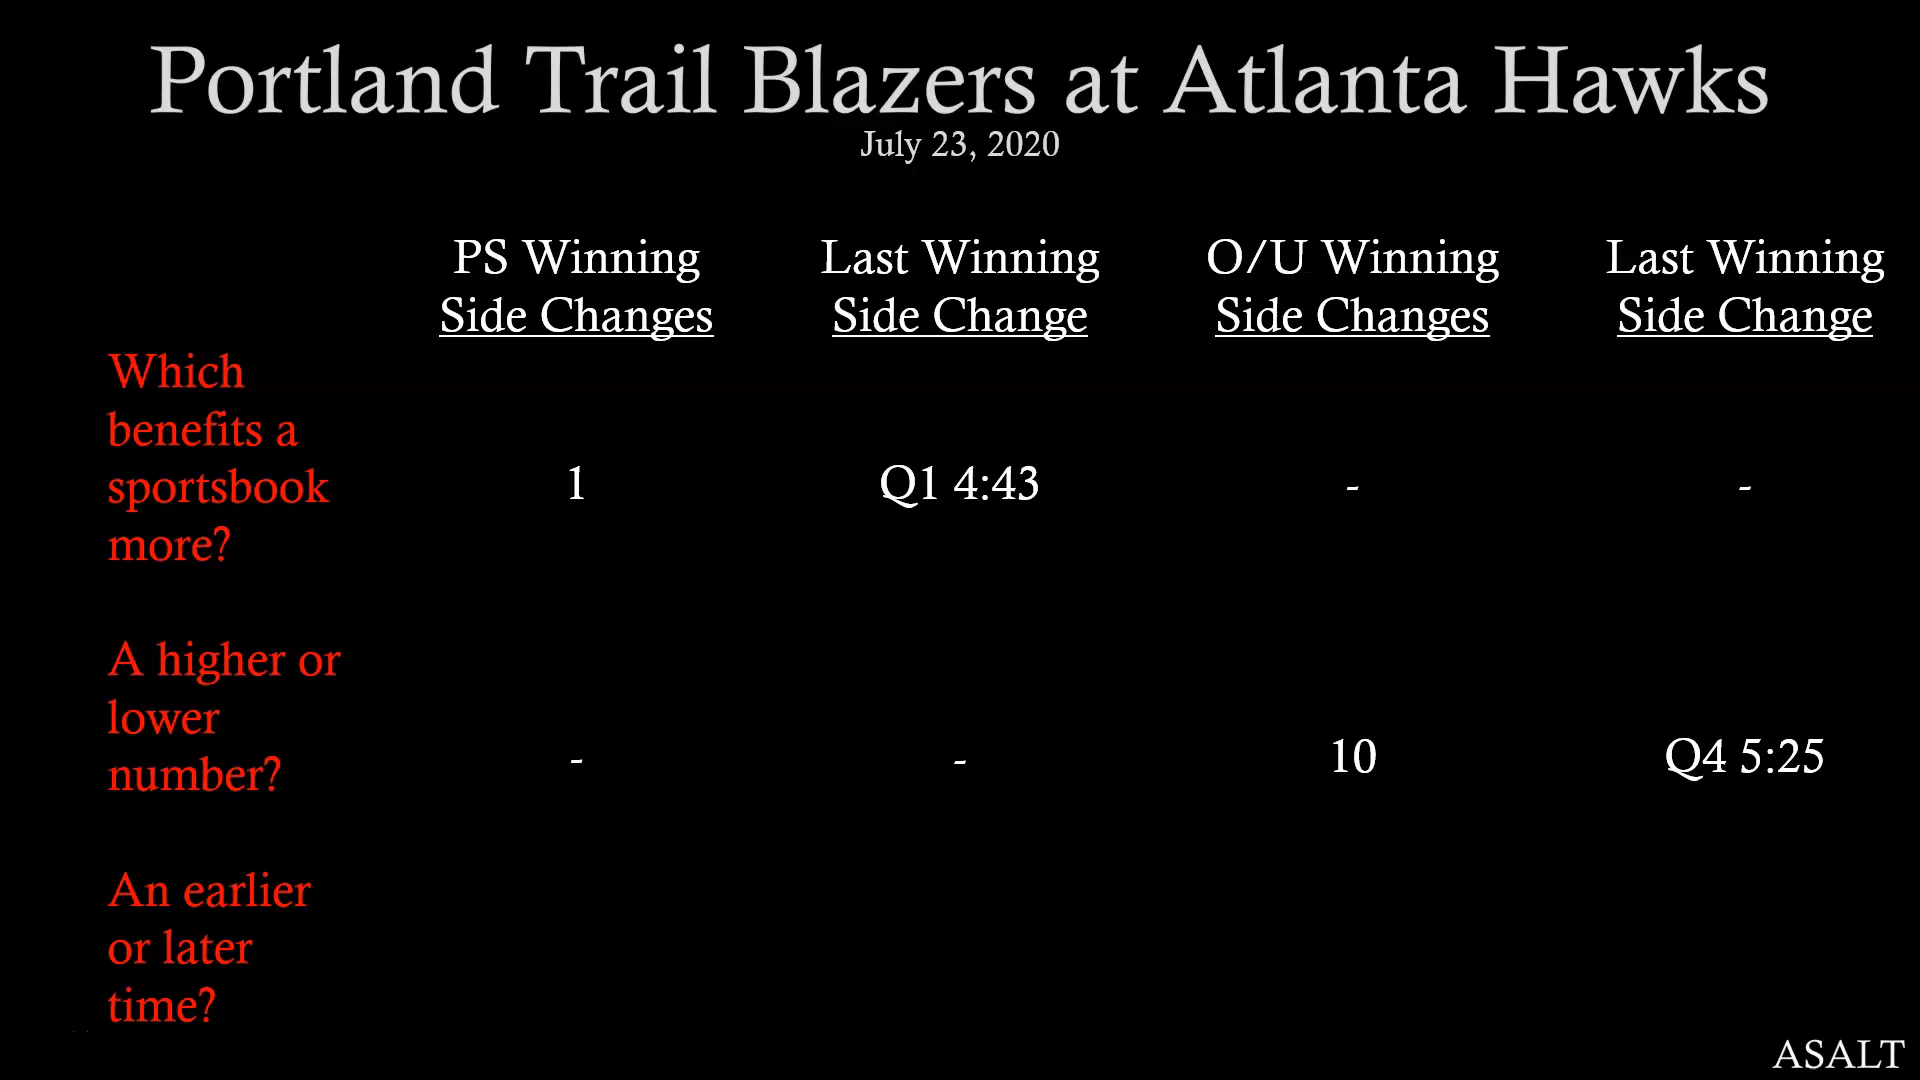 Portland Trail Blazers at Atlanta Hawks
July 23, 2020
PS Winning Side Changes
Last Winning Side Change
O/U Winning Side Changes
Last Winning Side Change
Which
benefits a
sportsbook
more?
1
Q1 4:43
-
-
A higher or
lower
number?
-
-
10
Q4 5:25
An earlier
or later
time?
ASALT